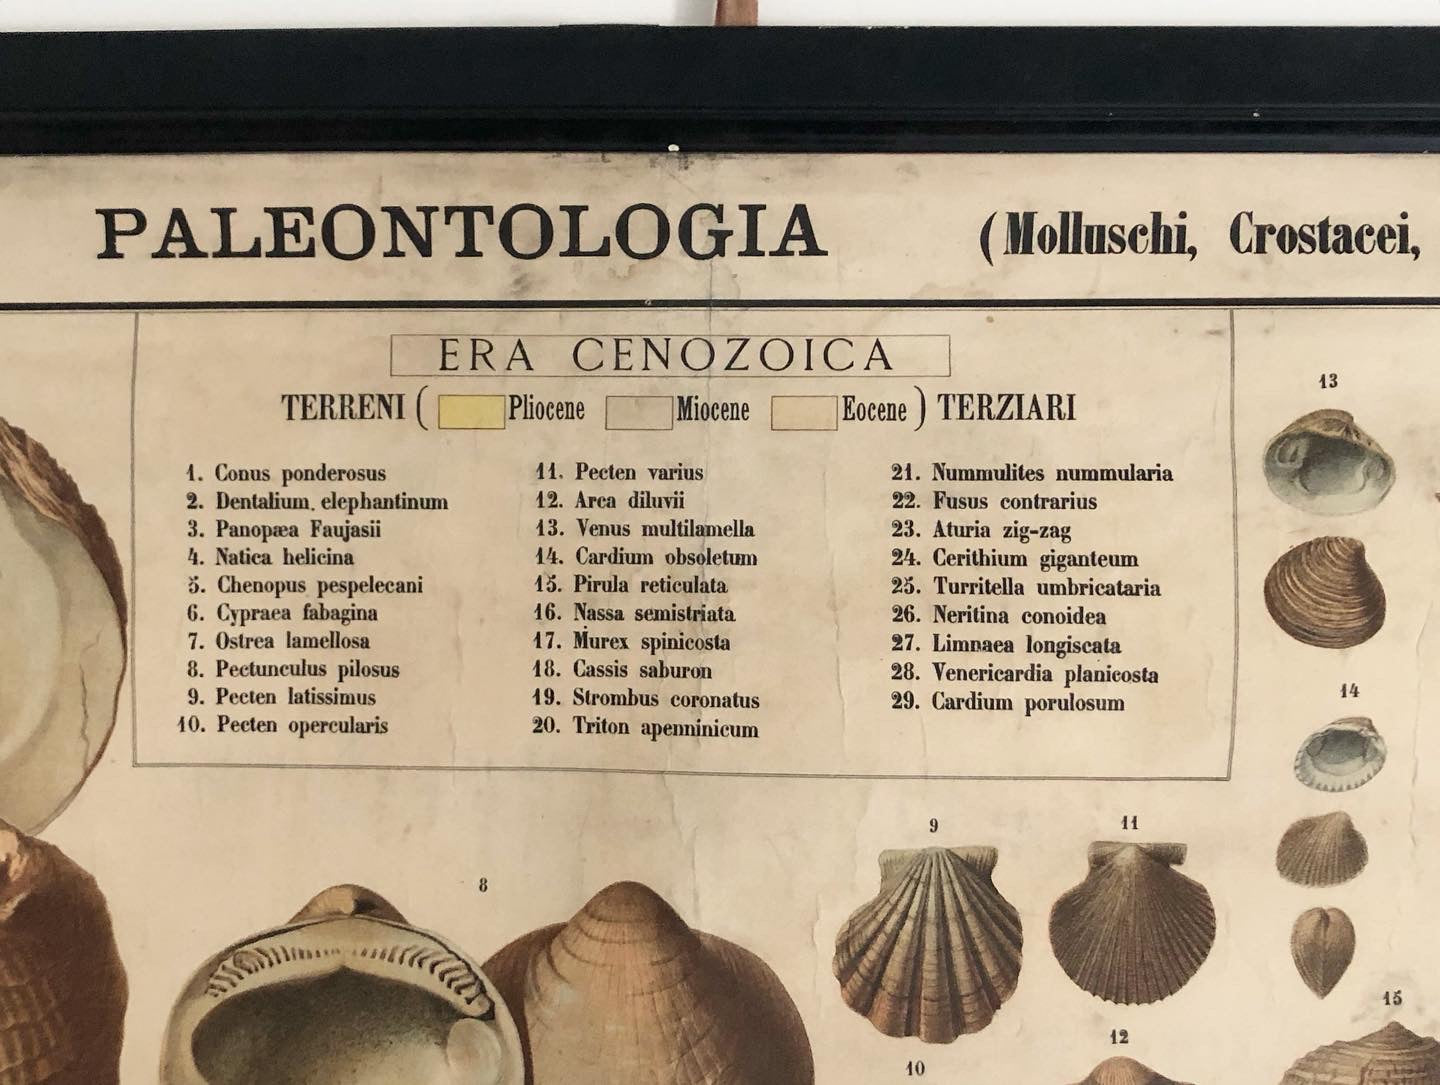 PALEONTOLOGIA (Molluschi, Crostacei,
ERA CENOZOICA
TERRENI ( Pliocene Miocene Eocene ) TERZIARI
1. Conus ponderosus
2. Dentalium. elephantinum
3. Panopæa Faujasii
4. Natica helicina
5. Chenopus pespelecani
6. Cypraea fabagina
7. Ostrea lamellosa
8. Pectunculus pilosus
9. Pecten latissimus
10. Pecten opercularis
11. Pecten varius
12. Arca diluvii
13. Venus multilamella
14. Cardium obsoletum
15. Pirula reticulata
16. Nassa semistriata
17. Murex spinicosta
18. Cassis saburon
19. Strombus coronatus
20. Triton apenninicum
21. Nummulites nummularia
22. Fusus contrarius
23. Aturia zig-zag
24. Cerithium giganteum
25. Turritella umbricataria
26. Neritina conoidea
27. Limnaea longiscata
28. Venericardia planicosta
29. Cardium porulosum
13
14
9
11
8
15
12
10